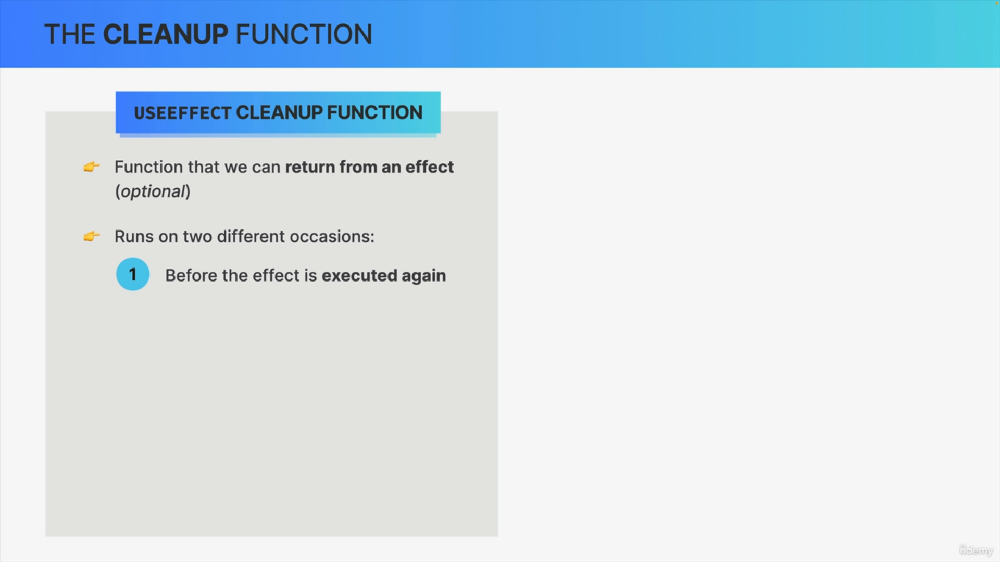 THE CLEANUP FUNCTION
USEEFFECT CLEANUP FUNCTION
👉 Function that we can return from an effect
(optional)
👉 Runs on two different occasions:
1 Before the effect is executed again
ûdemy